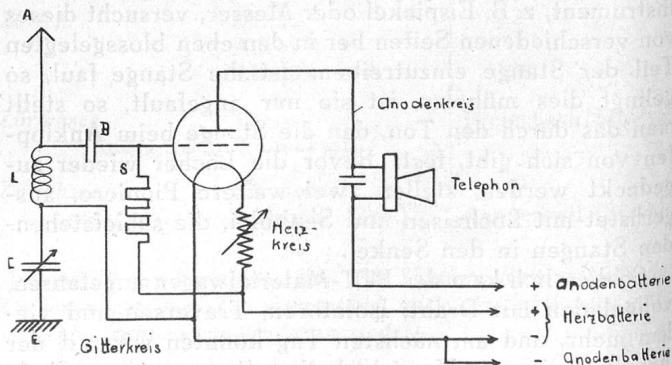 A
B
Anodenkreis
L
S
Telephon
Heiz-
kreis
C
+ Anodenbatterie
+
Heizbatterie
-
E
Gitterkreis
- Anodenbatterie